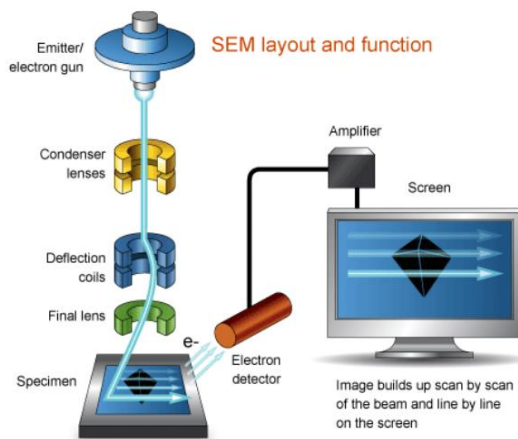 SEM layout and function
Emitter/
electron gun
Condenser
lenses
Amplifier
Screen
Deflection
coils
Final lens
e-
Electron
detector
Specimen
Image builds up scan by scan
of the beam and line by line
on the screen